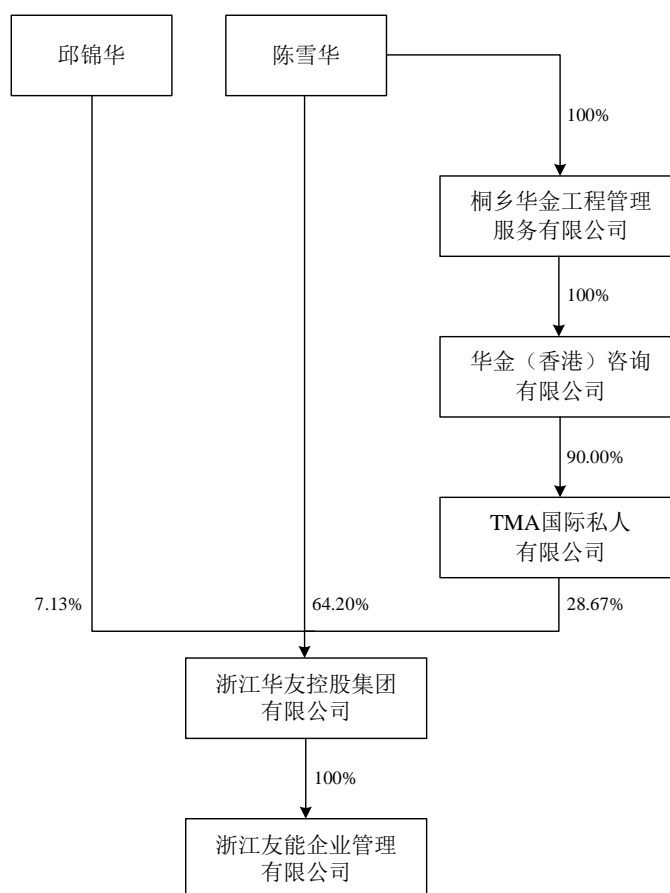 邱锦华
陈雪华
100%
桐乡华金工程管理
服务有限公司
100%
华金（香港）咨询
有限公司
90.00%
TMA国际私人
有限公司
7.13%
64.20%
28.67%
浙江华友控股集团
有限公司
100%
浙江友能企业管理
有限公司